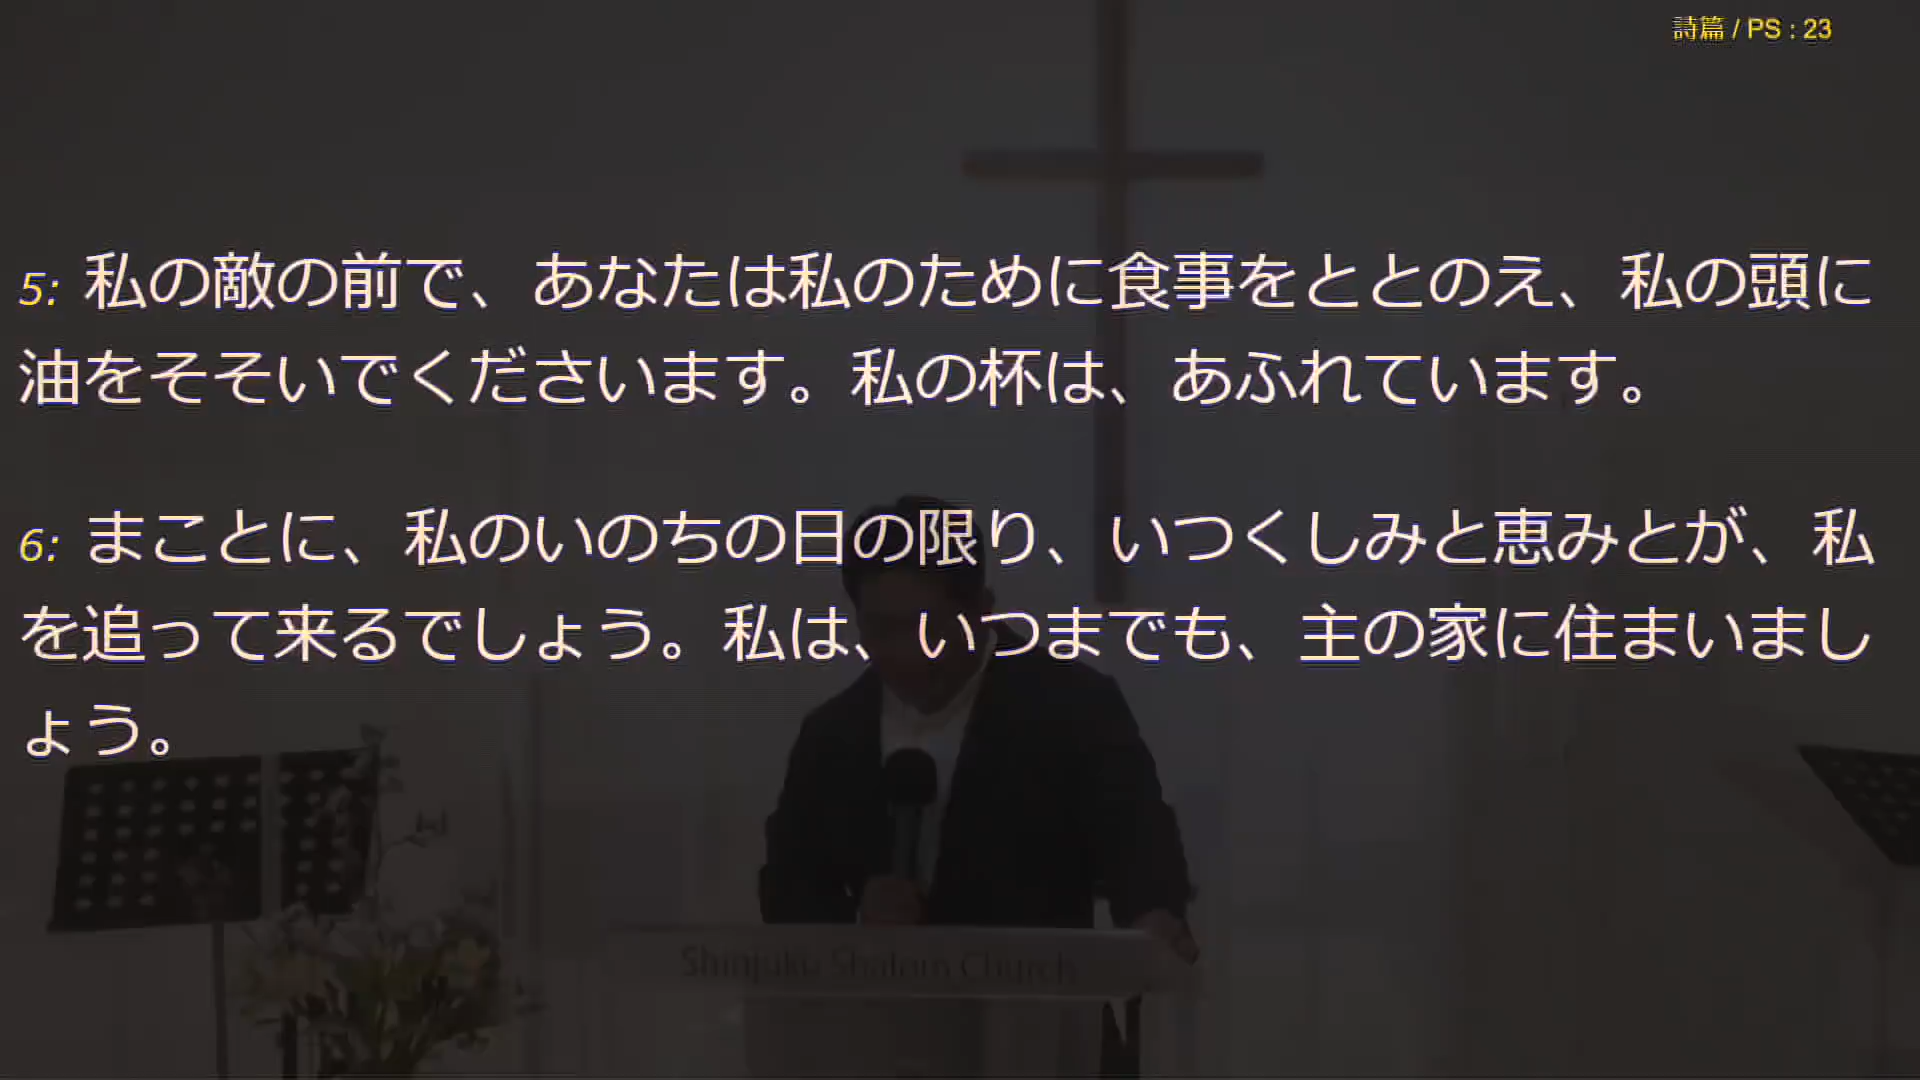 詩篇 / PS : 23
5: 私の敵の前で、あなたは私のために食事をととのえ、私の頭に
油をそそいでくださいます。私の杯は、あふれています。
6: まことに、私のいのちの日の限り、いつくしみと恵みとが、私
を追って来るでしょう。私は、いつまでも、主の家に住まいまし
ょう。
Shinjuku Shalom Church